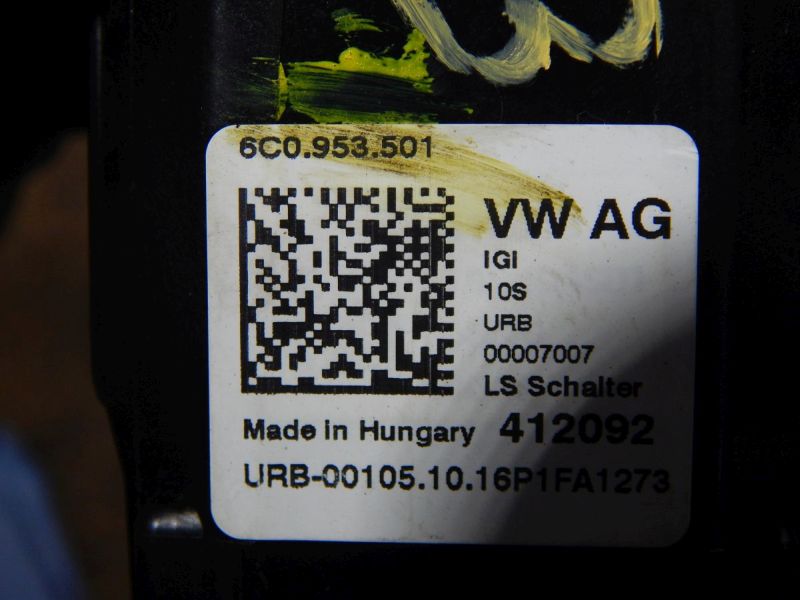 6C0.953.501
VW AG
IGI
10S
URB
00007007
LS Schalter
Made in Hungary 412092
URB-00105.10.16P1FA1273